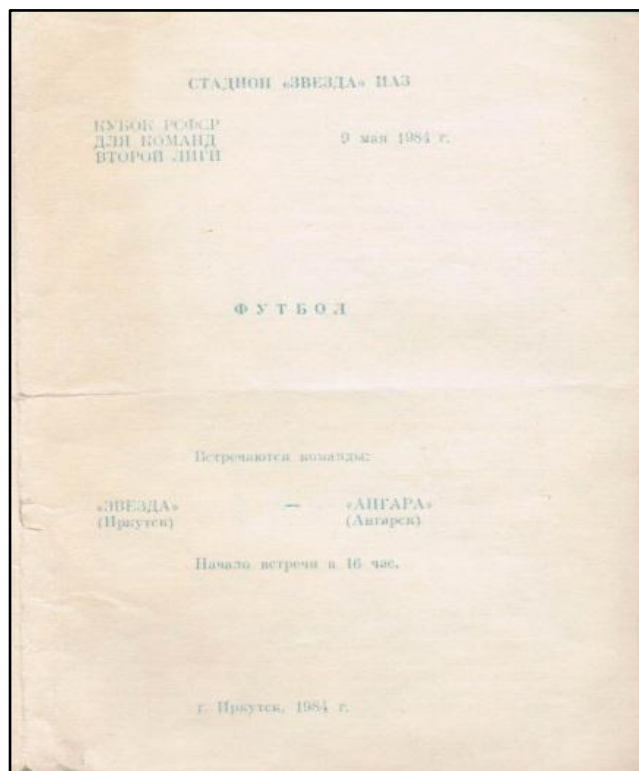 СТАДИОН «ЗВЕЗДА» ИАЗ
КУБОК РСФСР
ДЛЯ КОМАНД
ВТОРОЙ ЛИГИ
9 мая 1984 г.
ФУТБОЛ
Встречаются команды:
«ЗВЕЗДА» — «АНГАРА»
(Иркутск) (Ангарск)
Начало встречи в 16 час.
г. Иркутск, 1984 г.